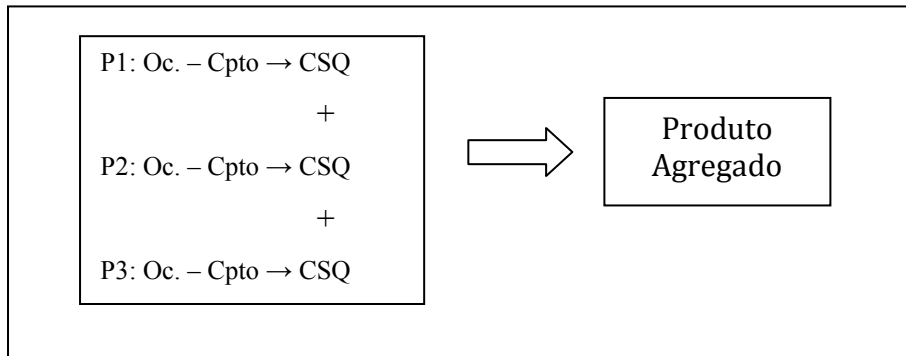 P1: Oc. – Cpto → CSQ
+
P2: Oc. – Cpto → CSQ
+
P3: Oc. – Cpto → CSQ
Produto
Agregado